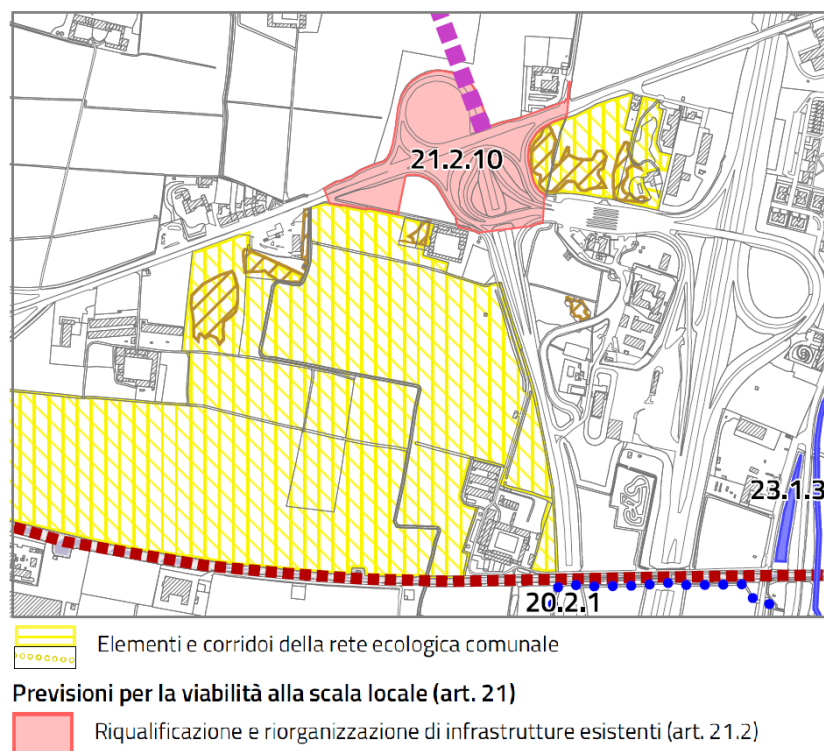 21.2.10
23.1.3
20.2.1
Elementi e corridoi della rete ecologica comunale
Previsioni per la viabilità alla scala locale (art. 21)
Riqualificazione e riorganizzazione di infrastrutture esistenti (art. 21.2)